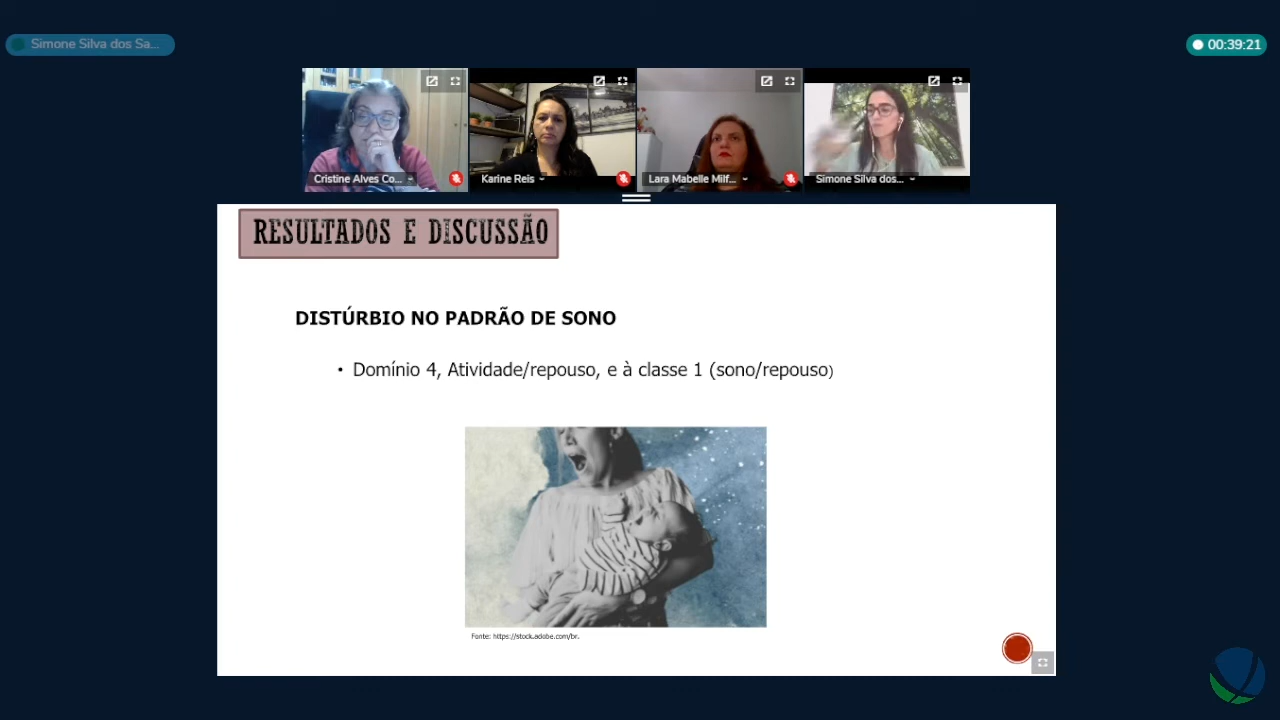 Simone Silva dos Sa...
00:39:21
Cristine Alves Co...
Karine Reis
Lara Mabelle Milf...
Simone Silva dos...
RESULTADOS E DISCUSSÃO
DISTÚRBIO NO PADRÃO DE SONO
• Domínio 4, Atividade/repouso, e à classe 1 (sono/repouso)
Fonte: https://stock.adobe.com/br.